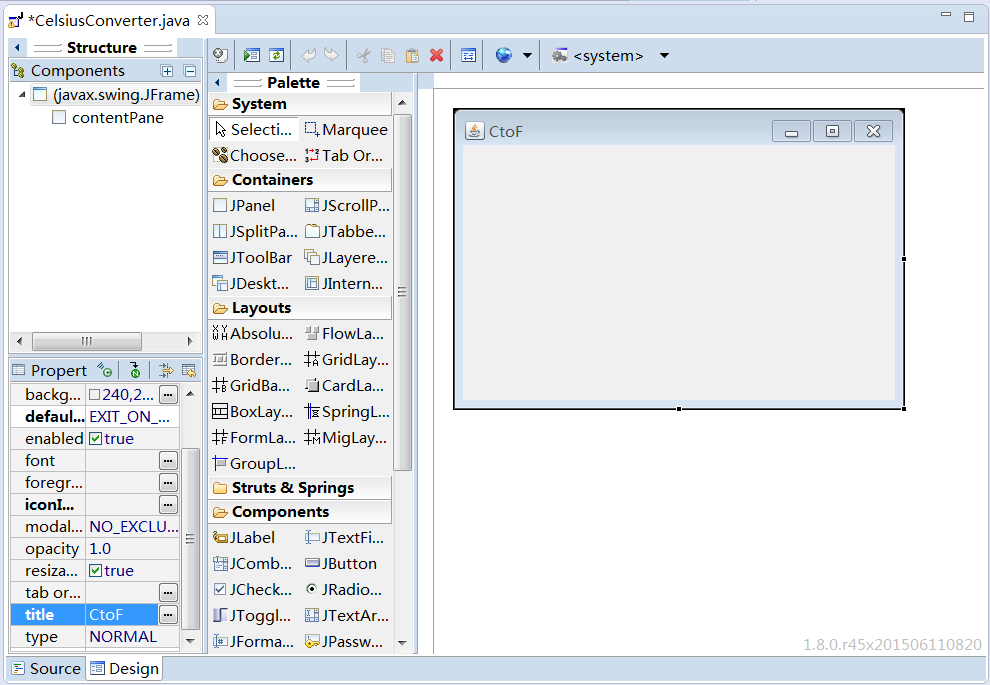 *CelsiusConverter.java
Structure
Components
(javax.swing.JFrame)
contentPane
Propert
backg... 240,2...
defaul... EXIT_ON_...
enabled true
font
foregr...
iconI...
modal... NO_EXCLU...
opacity 1.0
resiza... true
tab or...
title CtoF
type NORMAL
<system>
Palette
System
Selecti... Marquee
Choose... Tab Or...
Containers
JPanel JScrollP...
JSplitPa... JTabbe...
JToolBar JLayere...
JDeskt... JIntern...
Layouts
Absolu... FlowLa...
Border... GridLay...
GridBa... CardLa...
BoxLay... SpringL...
FormLa... MigLay...
GroupL...
Struts & Springs
Components
JLabel JTextFi...
JComb... JButton
JCheck... JRadio...
JToggl... JTextAr...
JForma... JPassw...
CtoF
1.8.0.r45x201506110820
Source Design